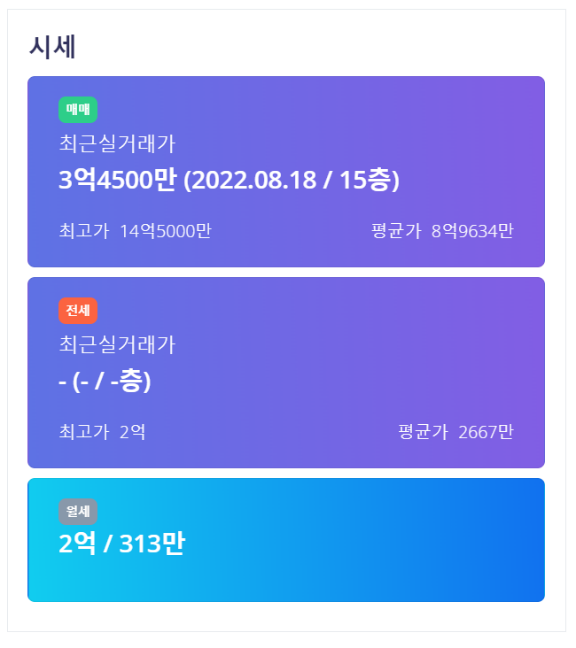 시세
매매
최근실거래가
3억4500만 (2022.08.18 / 15층)
최고가 14억5000만 평균가 8억9634만
전세
최근실거래가
- (- / -층)
최고가 2억 평균가 2667만
월세
2억 / 313만